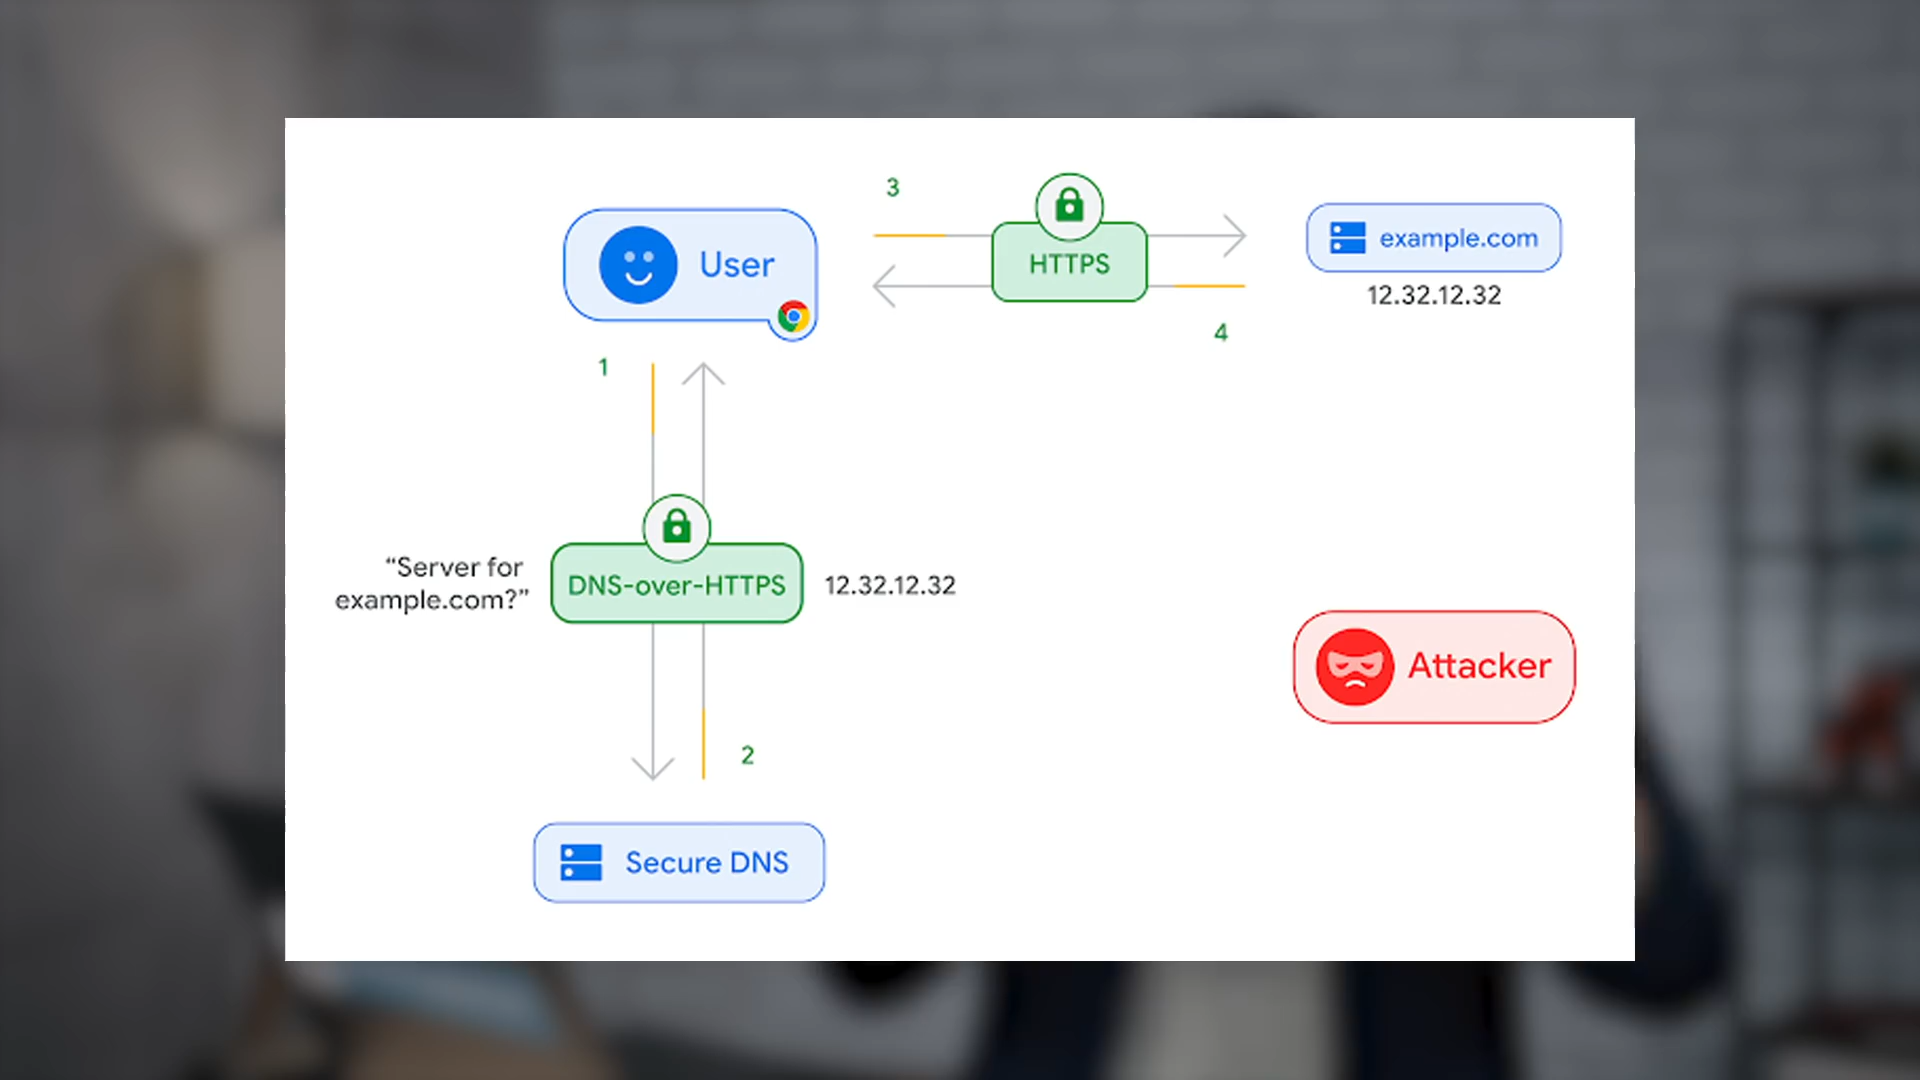 3
HTTPS
User
example.com
12.32.12.32
4
1
“Server for
example.com?”
DNS-over-HTTPS
12.32.12.32
Attacker
2
Secure DNS